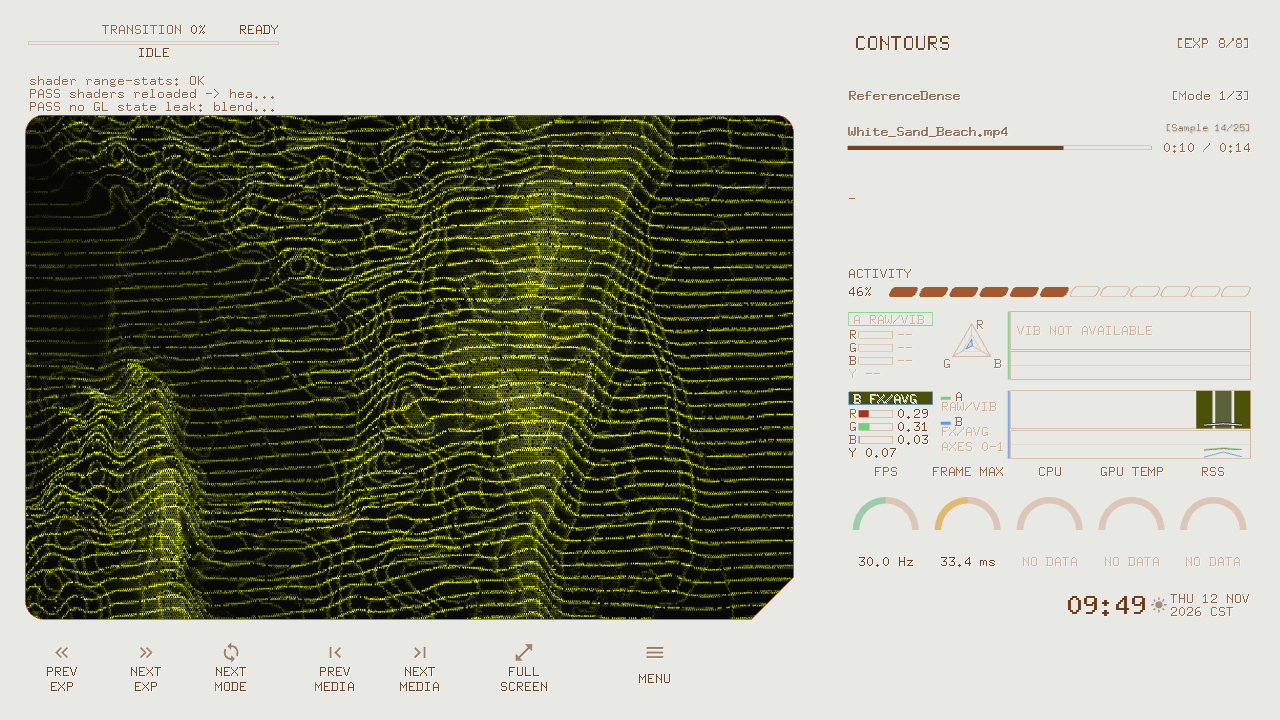 TRANSITION 0% READY
IDLE
shader range-stats: OK
PASS shaders reloaded -> hea...
PASS no GL state leak: blend...
CONTOURS [EXP 8/8]
ReferenceDense [Mode 1/3]
White_Sand_Beach.mp4
0:10 / 0:14
–
ACTIVITY
46%
A RAW/VIB
R --
G --
B --
Y --
R
G B
VIB NOT AVAILABLE
B FX/AVG
R 0.29
G 0.31
B 0.03
Y 0.07
A
RAW/VIB
B
FX/AVG
AXES 0-1
FPS FRAME MAX CPU GPU TEMP RSS
30.0 Hz 33.4 ms NO DATA NO DATA NO DATA
09:49
THU 12 NOV
2026 CST
PREV EXP
NEXT EXP
NEXT MODE
PREV MEDIA
NEXT MEDIA
FULL SCREEN
MENU